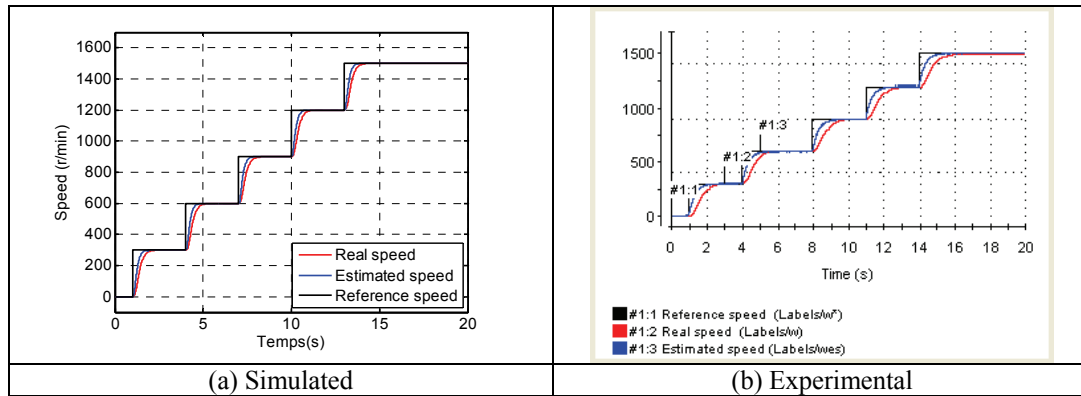 1600
1400
1200
1000
800
600
400
200
0
Speed (r/min)
Real speed
Estimated speed
Reference speed
0 5 10 15 20
Temps(s)
(a) Simulated
1500
1000
500
0
#1:1
#1:2
#1:3
0 2 4 6 8 11 14 16 18 20
Time (s)
#1:1 Reference speed (Labels/w*)
#1:2 Real speed (Labels/w)
#1:3 Estimated speed (Labels/wes)
(b) Experimental